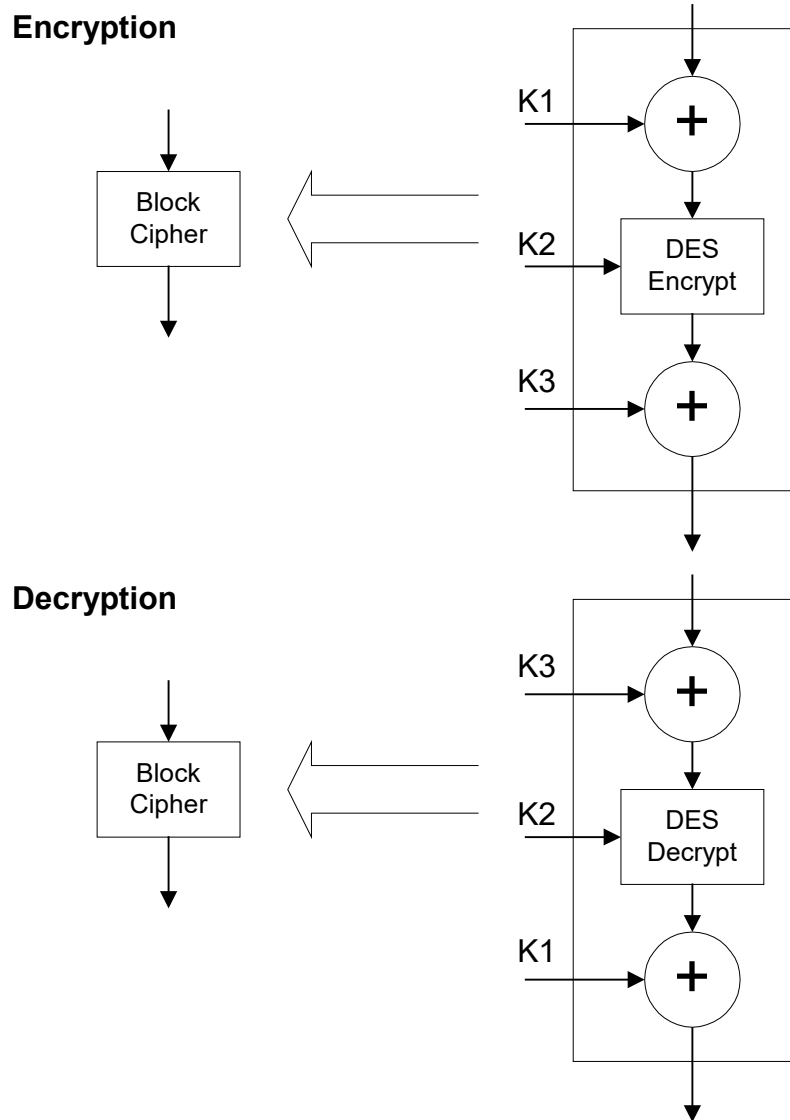 Encryption
K1
+
Block
Cipher
K2
DES
Encrypt
K3
+
Decryption
K3
+
Block
Cipher
K2
DES
Decrypt
K1
+